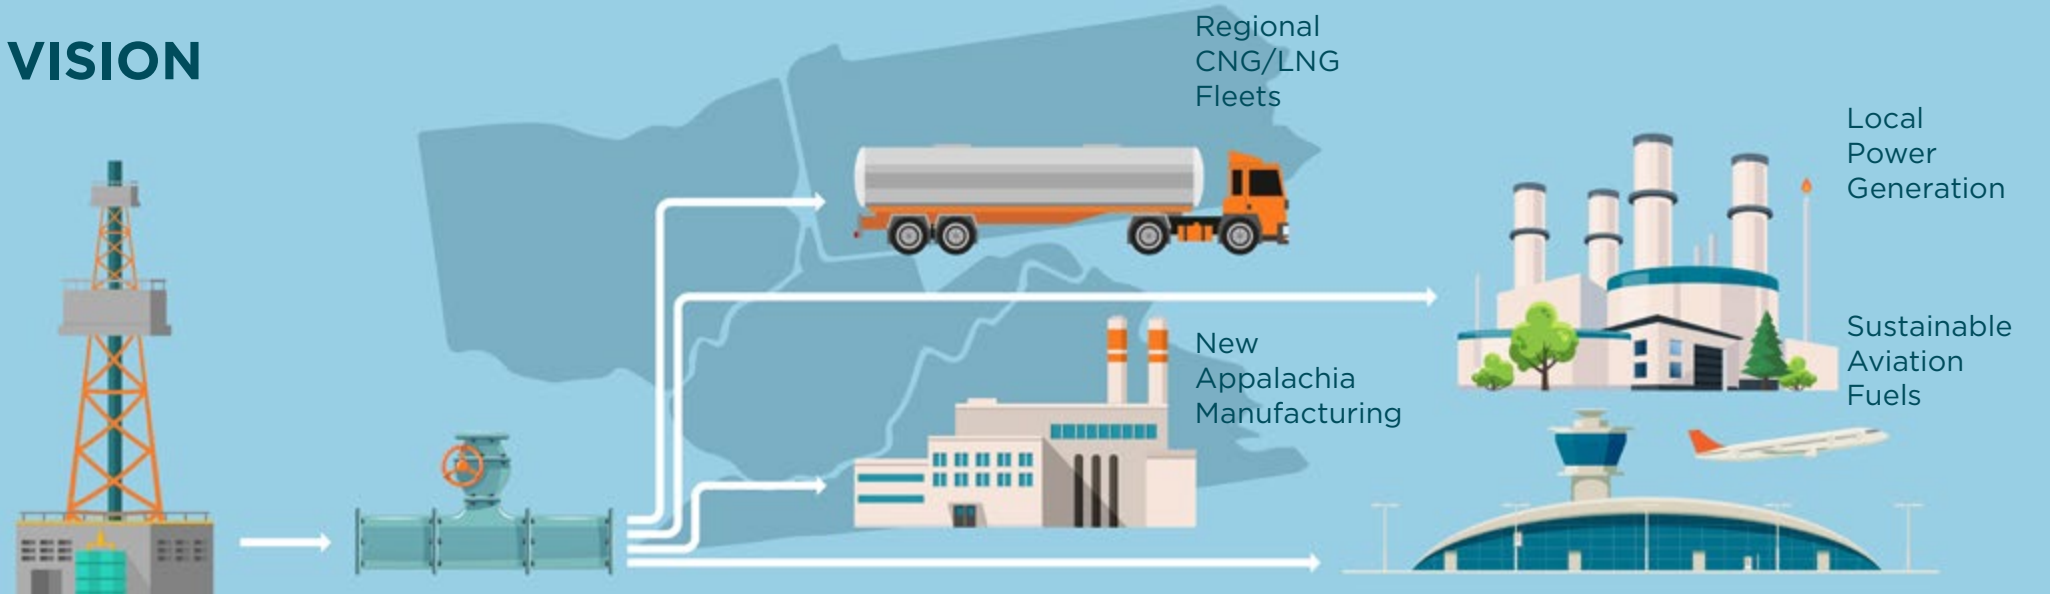 VISION
Regional
CNG/LNG
Fleets
Local
Power
Generation
New
Appalachia
Manufacturing
Sustainable
Aviation
Fuels